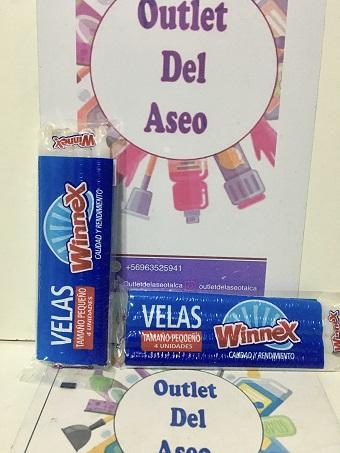 Outlet
Del
Aseo
+56963525941
Outletdelaseotalca
outletdelaseotalca
Winnex
VELAS
TAMAÑO PEQUEÑO
4 UNIDADES
Winnex
CALIDAD Y RENDIMIENTO
VELAS
TAMAÑO PEQUEÑO
4 UNIDADES
Winnex
CALIDAD Y RENDIMIENTO
Winnex
Outlet
Del
Aseo